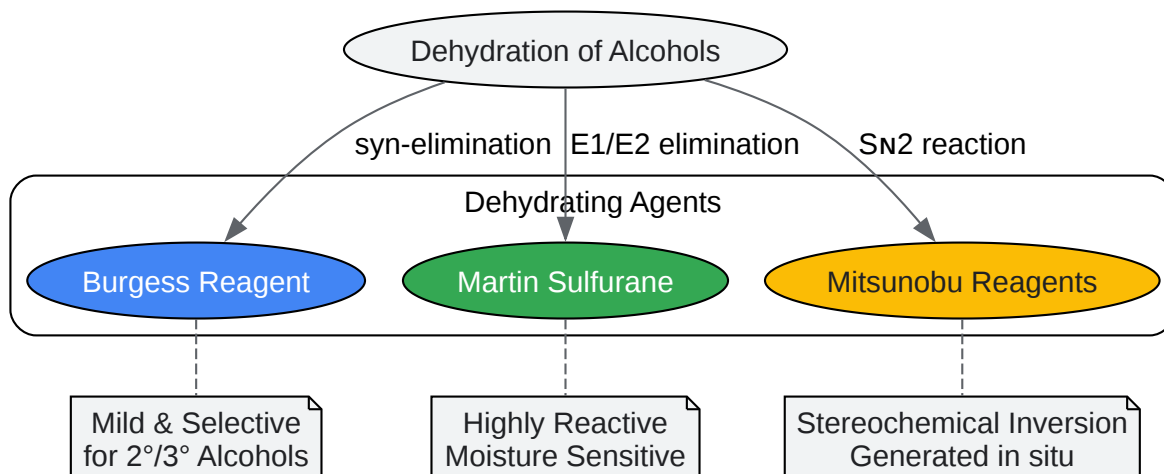 Dehydration of Alcohols
syn-elimination
E1/E2 elimination
Sɴ2 reaction
Dehydrating Agents
Burgess Reagent
Martin Sulfurane
Mitsunobu Reagents
Mild & Selective
for 2°/3° Alcohols
Highly Reactive
Moisture Sensitive
Stereochemical Inversion
Generated in situ